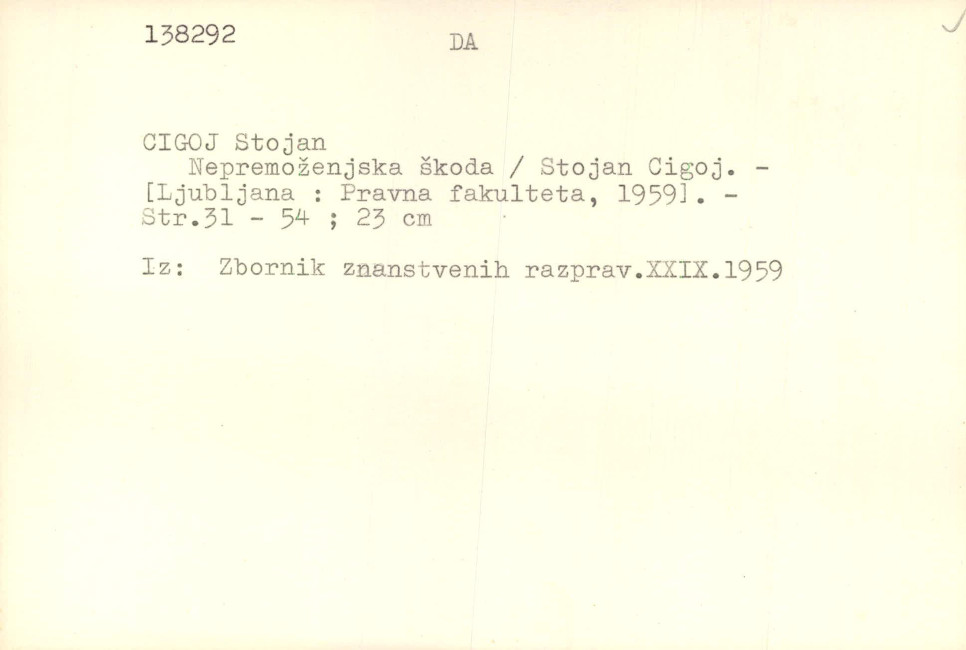 138292
DA
CIGOJ Stojan
Nepremoženjska škoda / Stojan Cigoj. -
[Ljubljana : Pravna fakulteta, 1959]. -
Str.31 - 54 ; 23 cm
Iz: Zbornik znanstvenih razprav.XXIX.1959